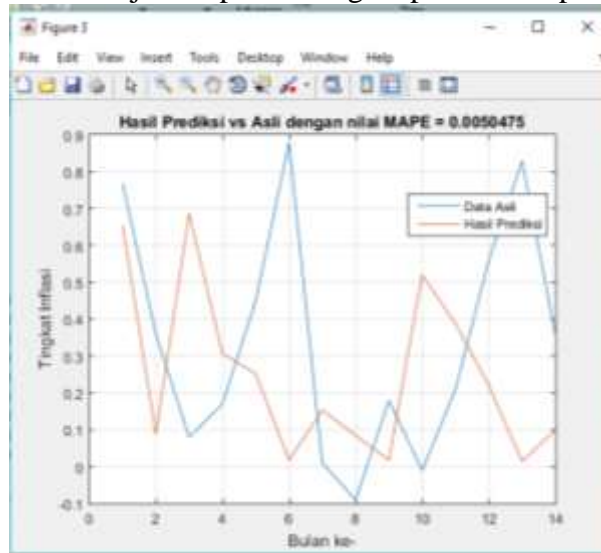 Figure 3
File Edit View Insert Tools Desktop Window Help
Hasil Prediksi vs Asli dengan nilai MAPE = 0.0050475
0.9
0.8
0.7
0.6
0.5
0.4
0.3
0.2
0.1
0
-0.1
Tingkat Inflasi
Data Asli
Hasil Prediksi
0 2 4 6 8 10 12 14
Bulan ke-